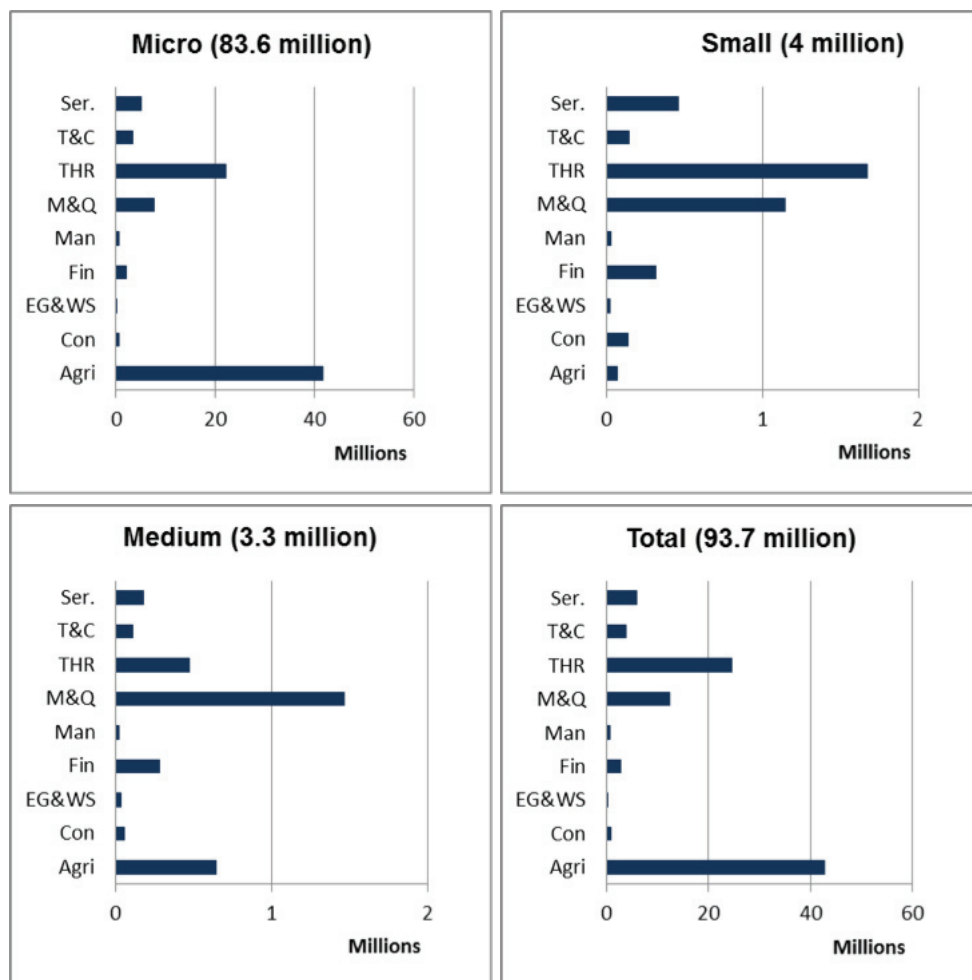 Micro (83.6 million)
Ser.
T&C
THR
M&Q
Man
Fin
EG&WS
Con
Agri
0 20 40 60
Millions
Small (4 million)
Ser.
T&C
THR
M&Q
Man
Fin
EG&WS
Con
Agri
0 1 2
Millions
Medium (3.3 million)
Ser.
T&C
THR
M&Q
Man
Fin
EG&WS
Con
Agri
0 1 2
Millions
Total (93.7 million)
Ser.
T&C
THR
M&Q
Man
Fin
EG&WS
Con
Agri
0 20 40 60
Millions